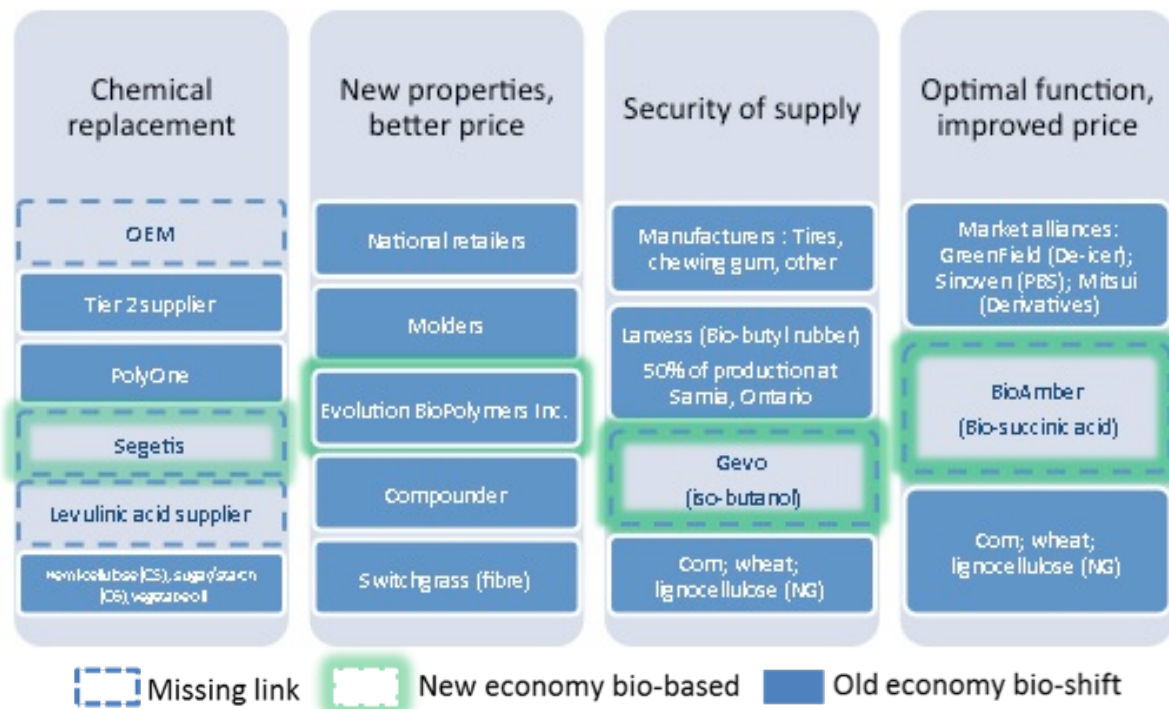 Chemical
replacement
OEM
Tier 2 supplier
PolyOne
Segetis
Levulinic acid supplier
Hemicellulose (CS), sugar/starch
New properties,
better price
National retailers
Molders
Evolution BioPolymers Inc.
Compounder
Switchgrass (fibre)
Security of supply
Manufacturers : Tires,
chewing gum, other
Lanxess (Bio-butyl rubber)
50% of production at
Sarnia, Ontario
Gevo
(iso-butanol)
Corn; wheat;
lignocellulose (NG)
Optimal function,
improved price
Market alliances:
GreenField (De-icer);
Sinoven (PBS); Mitsui
(Derivatives)
BioAmber
(Bio-succinic acid)
Corn; wheat;
lignocellulose (NG)
Missing link
New economy bio-based
Old economy bio-shift